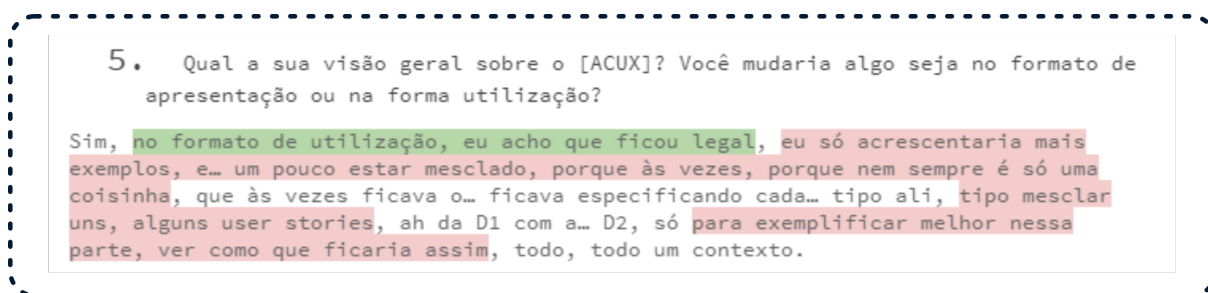 5. Qual a sua visão geral sobre o [ACUX]? Você mudaria algo seja no formato de
apresentação ou na forma utilização?
Sim, no formato de utilização, eu acho que ficou legal, eu só acrescentaria mais
exemplos, e… um pouco estar mesclado, porque às vezes, porque nem sempre é só uma
coisinha, que às vezes ficava o… ficava especificando cada… tipo ali, tipo mesclar
uns, alguns user stories, ah da D1 com a… D2, só para exemplificar melhor nessa
parte, ver como que ficaria assim, todo, todo um contexto.